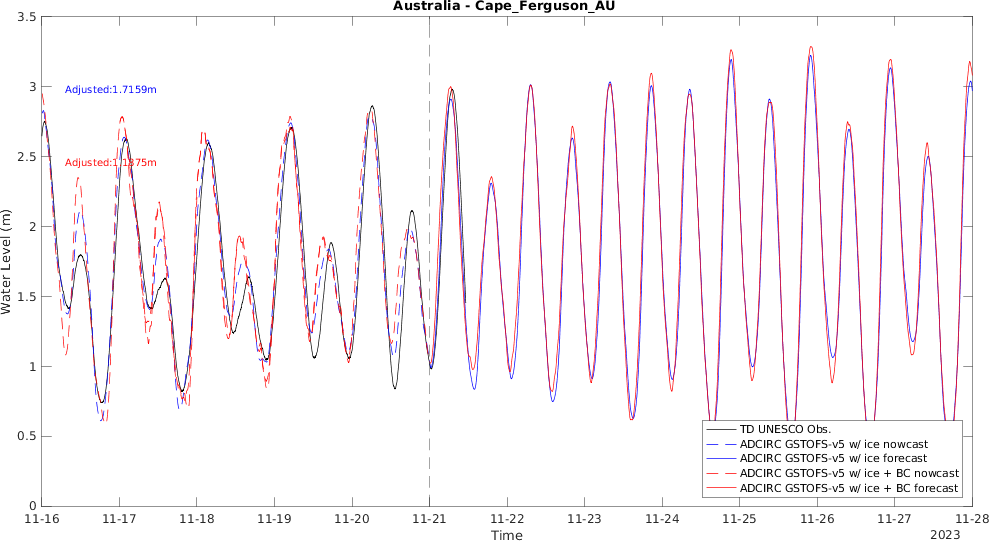 Australia - Cape_Ferguson_AU
3.5
3
2.5
2
1.5
1
0.5
0
Water Level (m)
Adjusted:1.7159m
Adjusted:1.1375m
TD UNESCO Obs.
ADCIRC GSTOFS-v5 w/ ice nowcast
ADCIRC GSTOFS-v5 w/ ice forecast
ADCIRC GSTOFS-v5 w/ ice + BC nowcast
ADCIRC GSTOFS-v5 w/ ice + BC forecast
11-16 11-17 11-18 11-19 11-20 11-21 11-22 11-23 11-24 11-25 11-26 11-27 11-28
Time
2023